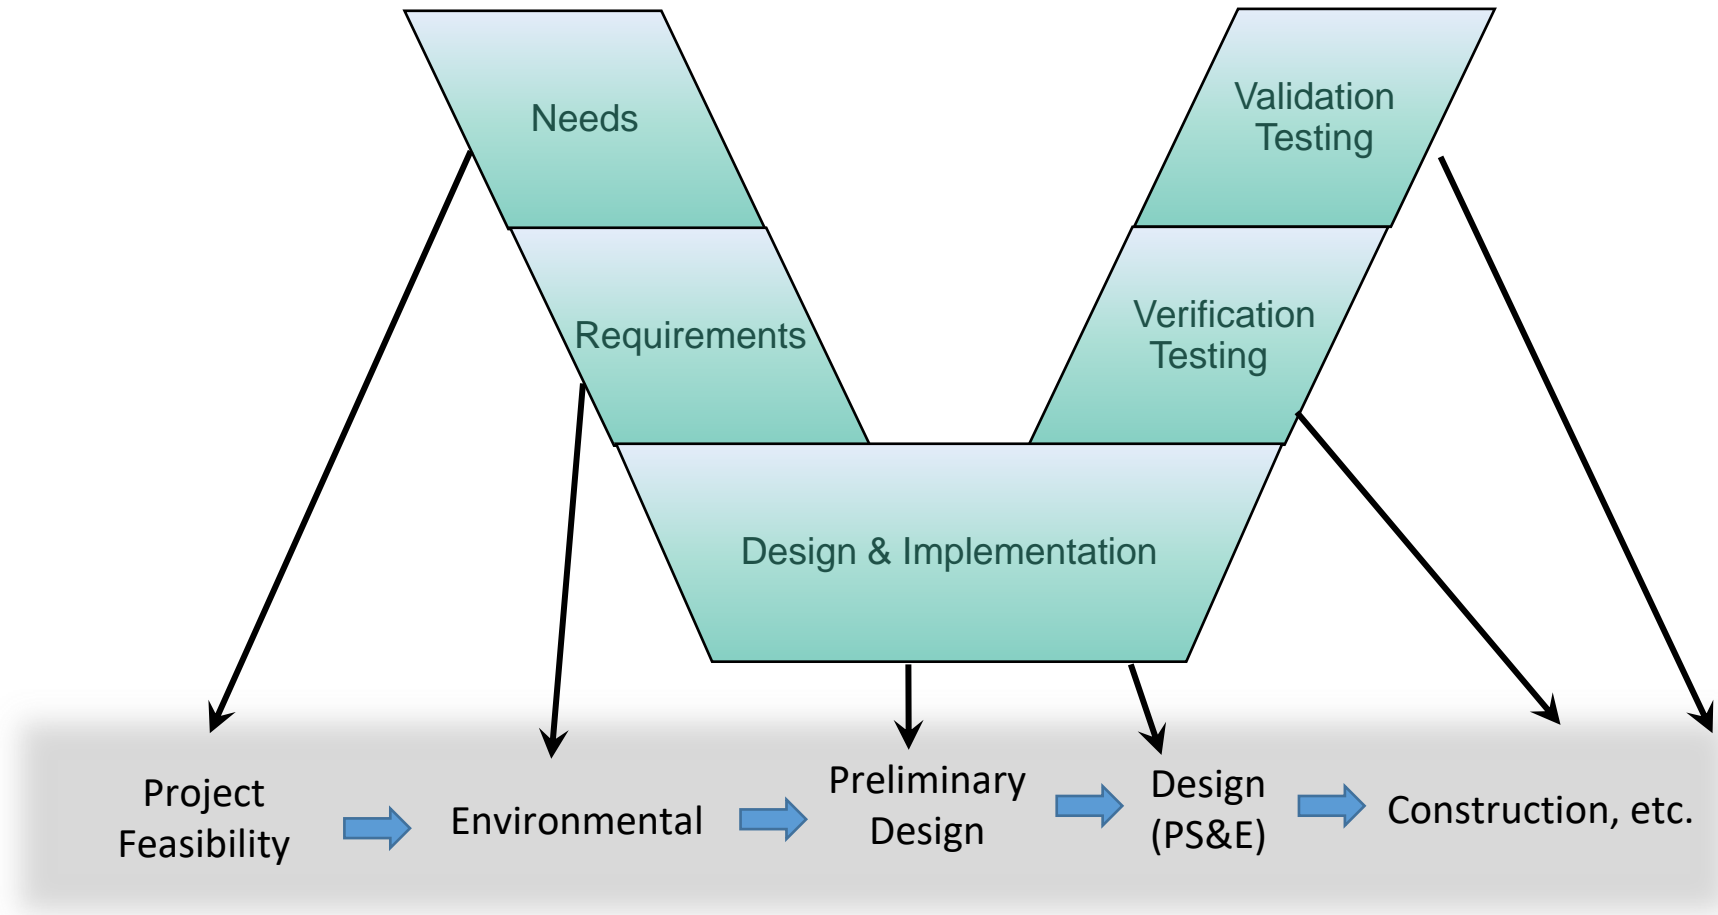 Needs
Validation
Testing
Requirements
Verification
Testing
Design & Implementation
Project
Feasibility
Environmental
Preliminary
Design
Design
(PS&E)
Construction, etc.